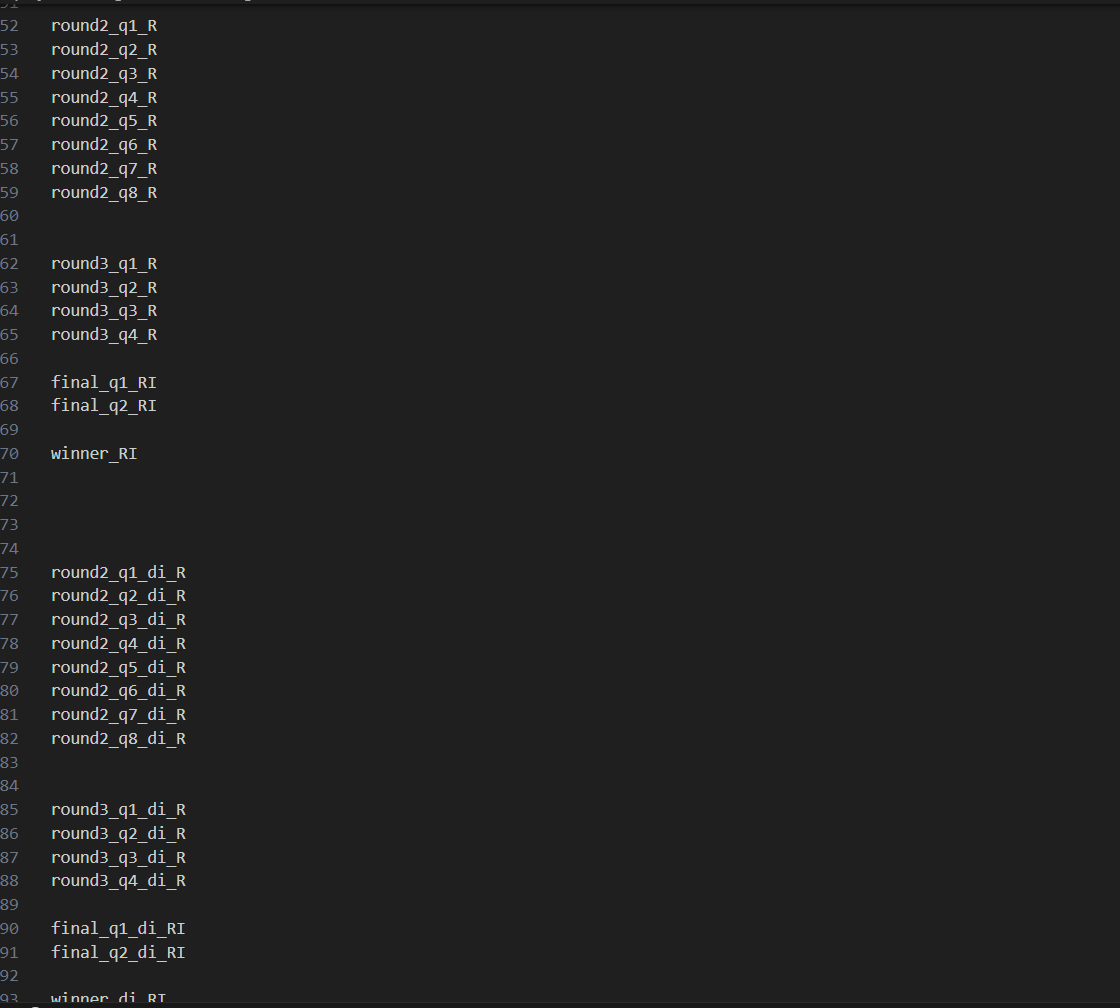 52 round2_q1_R
53 round2_q2_R
54 round2_q3_R
55 round2_q4_R
56 round2_q5_R
57 round2_q6_R
58 round2_q7_R
59 round2_q8_R
60
61
62 round3_q1_R
63 round3_q2_R
64 round3_q3_R
65 round3_q4_R
66
67 final_q1_RI
68 final_q2_RI
69
70 winner_RI
71
72
73
74
75 round2_q1_di_R
76 round2_q2_di_R
77 round2_q3_di_R
78 round2_q4_di_R
79 round2_q5_di_R
80 round2_q6_di_R
81 round2_q7_di_R
82 round2_q8_di_R
83
84
85 round3_q1_di_R
86 round3_q2_di_R
87 round3_q3_di_R
88 round3_q4_di_R
89
90 final_q1_di_RI
91 final_q2_di_RI
92
93 winner_di_RI